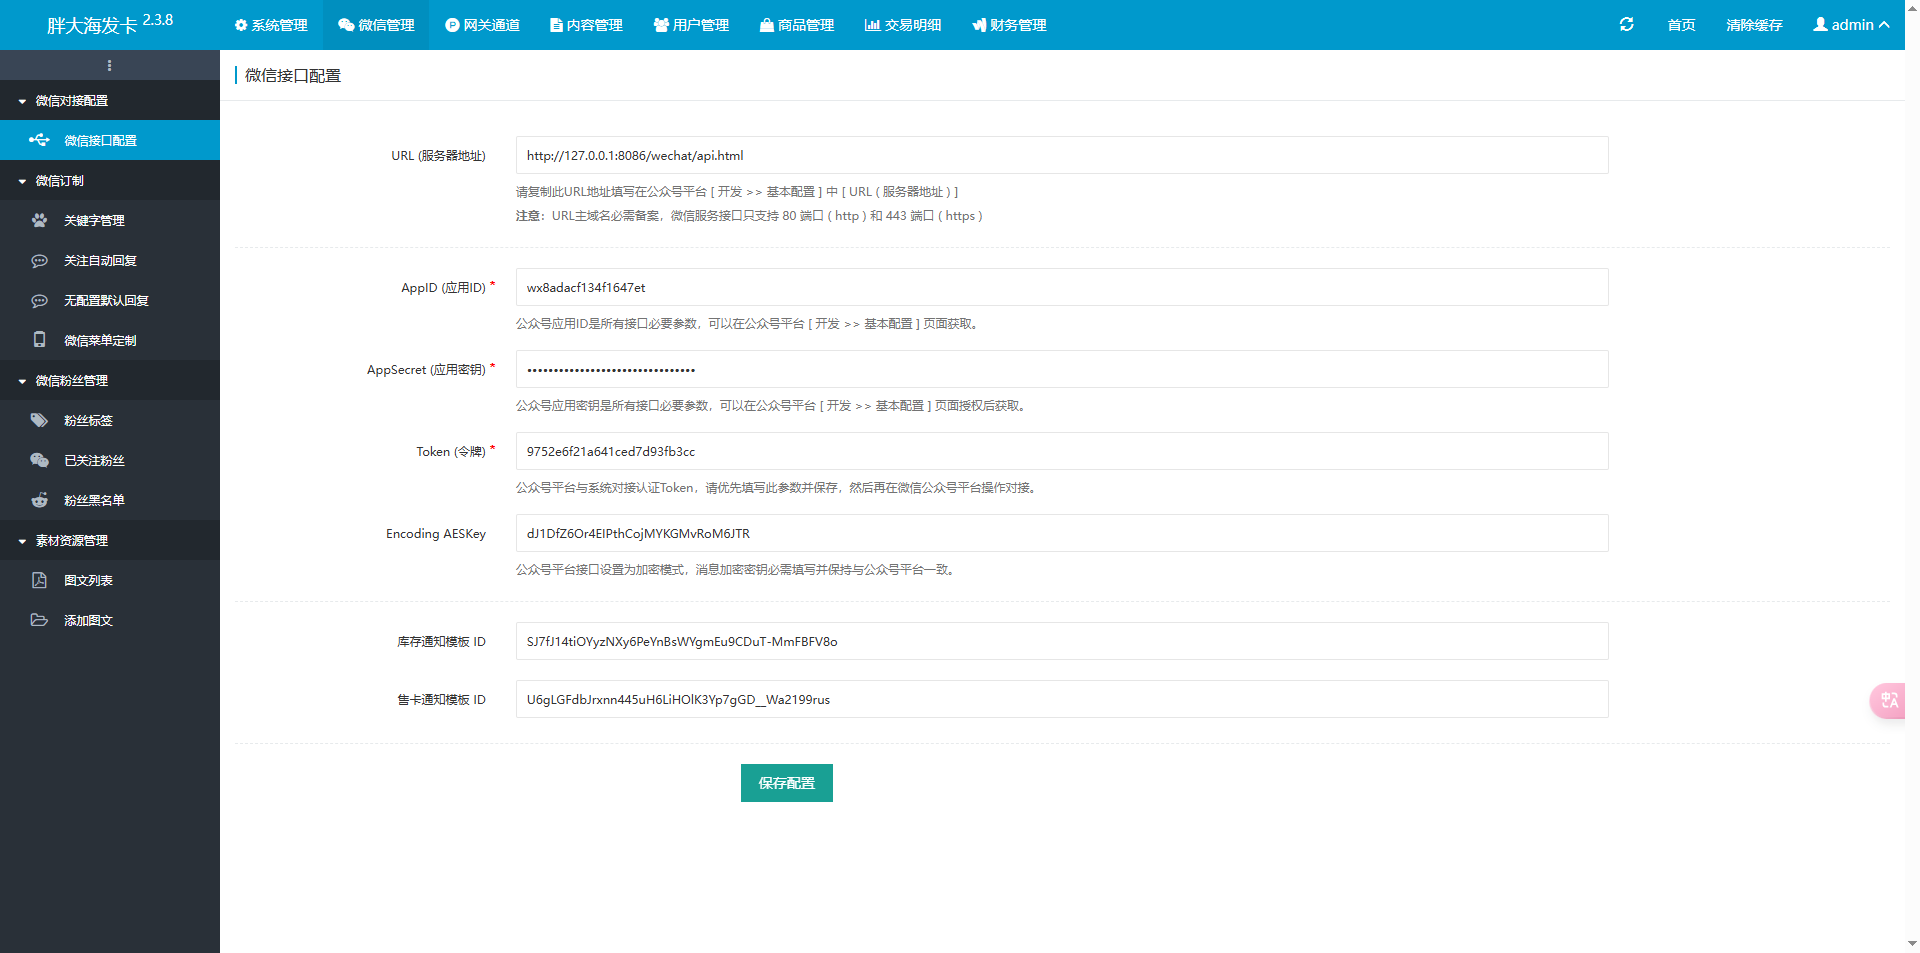 胖大海发卡 2.3.8
系统管理
微信管理
网关通道
内容管理
用户管理
商品管理
交易明细
财务管理
首页
清除缓存
admin
微信对接配置
微信接口配置
微信订制
关键字管理
关注自动回复
无配置默认回复
微信菜单定制
微信粉丝管理
粉丝标签
已关注粉丝
粉丝黑名单
素材资源管理
图文列表
添加图文
微信接口配置
URL (服务器地址)
http://127.0.0.1:8086/wechat/api.html
请复制此URL地址填写在公众号平台 [ 开发 >> 基本配置 ] 中 [ URL ( 服务器地址 ) ]
注意：URL主域名必需备案，微信服务接口只支持 80 端口 ( http ) 和 443 端口 ( https )
AppID (应用ID) *
wx8adacf134f1647et
公众号应用ID是所有接口必要参数，可以在公众号平台 [ 开发 >> 基本配置 ] 页面获取。
AppSecret (应用密钥) *
••••••••••••••••••••••••••••••••
公众号应用密钥是所有接口必要参数，可以在公众号平台 [ 开发 >> 基本配置 ] 页面授权后获取。
Token (令牌) *
9752e6f21a641ced7d93fb3cc
公众号平台与系统对接认证Token，请优先填写此参数并保存，然后再在微信公众号平台操作对接。
Encoding AESKey
dJ1DfZ6Or4EIPthCojMYKGMvRoM6JTR
公众号平台接口设置为加密模式，消息加密密钥必需填写并保持与公众号平台一致。
库存通知模板 ID
SJ7fJ14tiOYyzNXy6PeYnBsWYgmEu9CDuT-MmFBFV8o
售卡通知模板 ID
U6gLGFdbJrxnn445uH6LiHOlK3Yp7gGD__Wa2199rus
保存配置